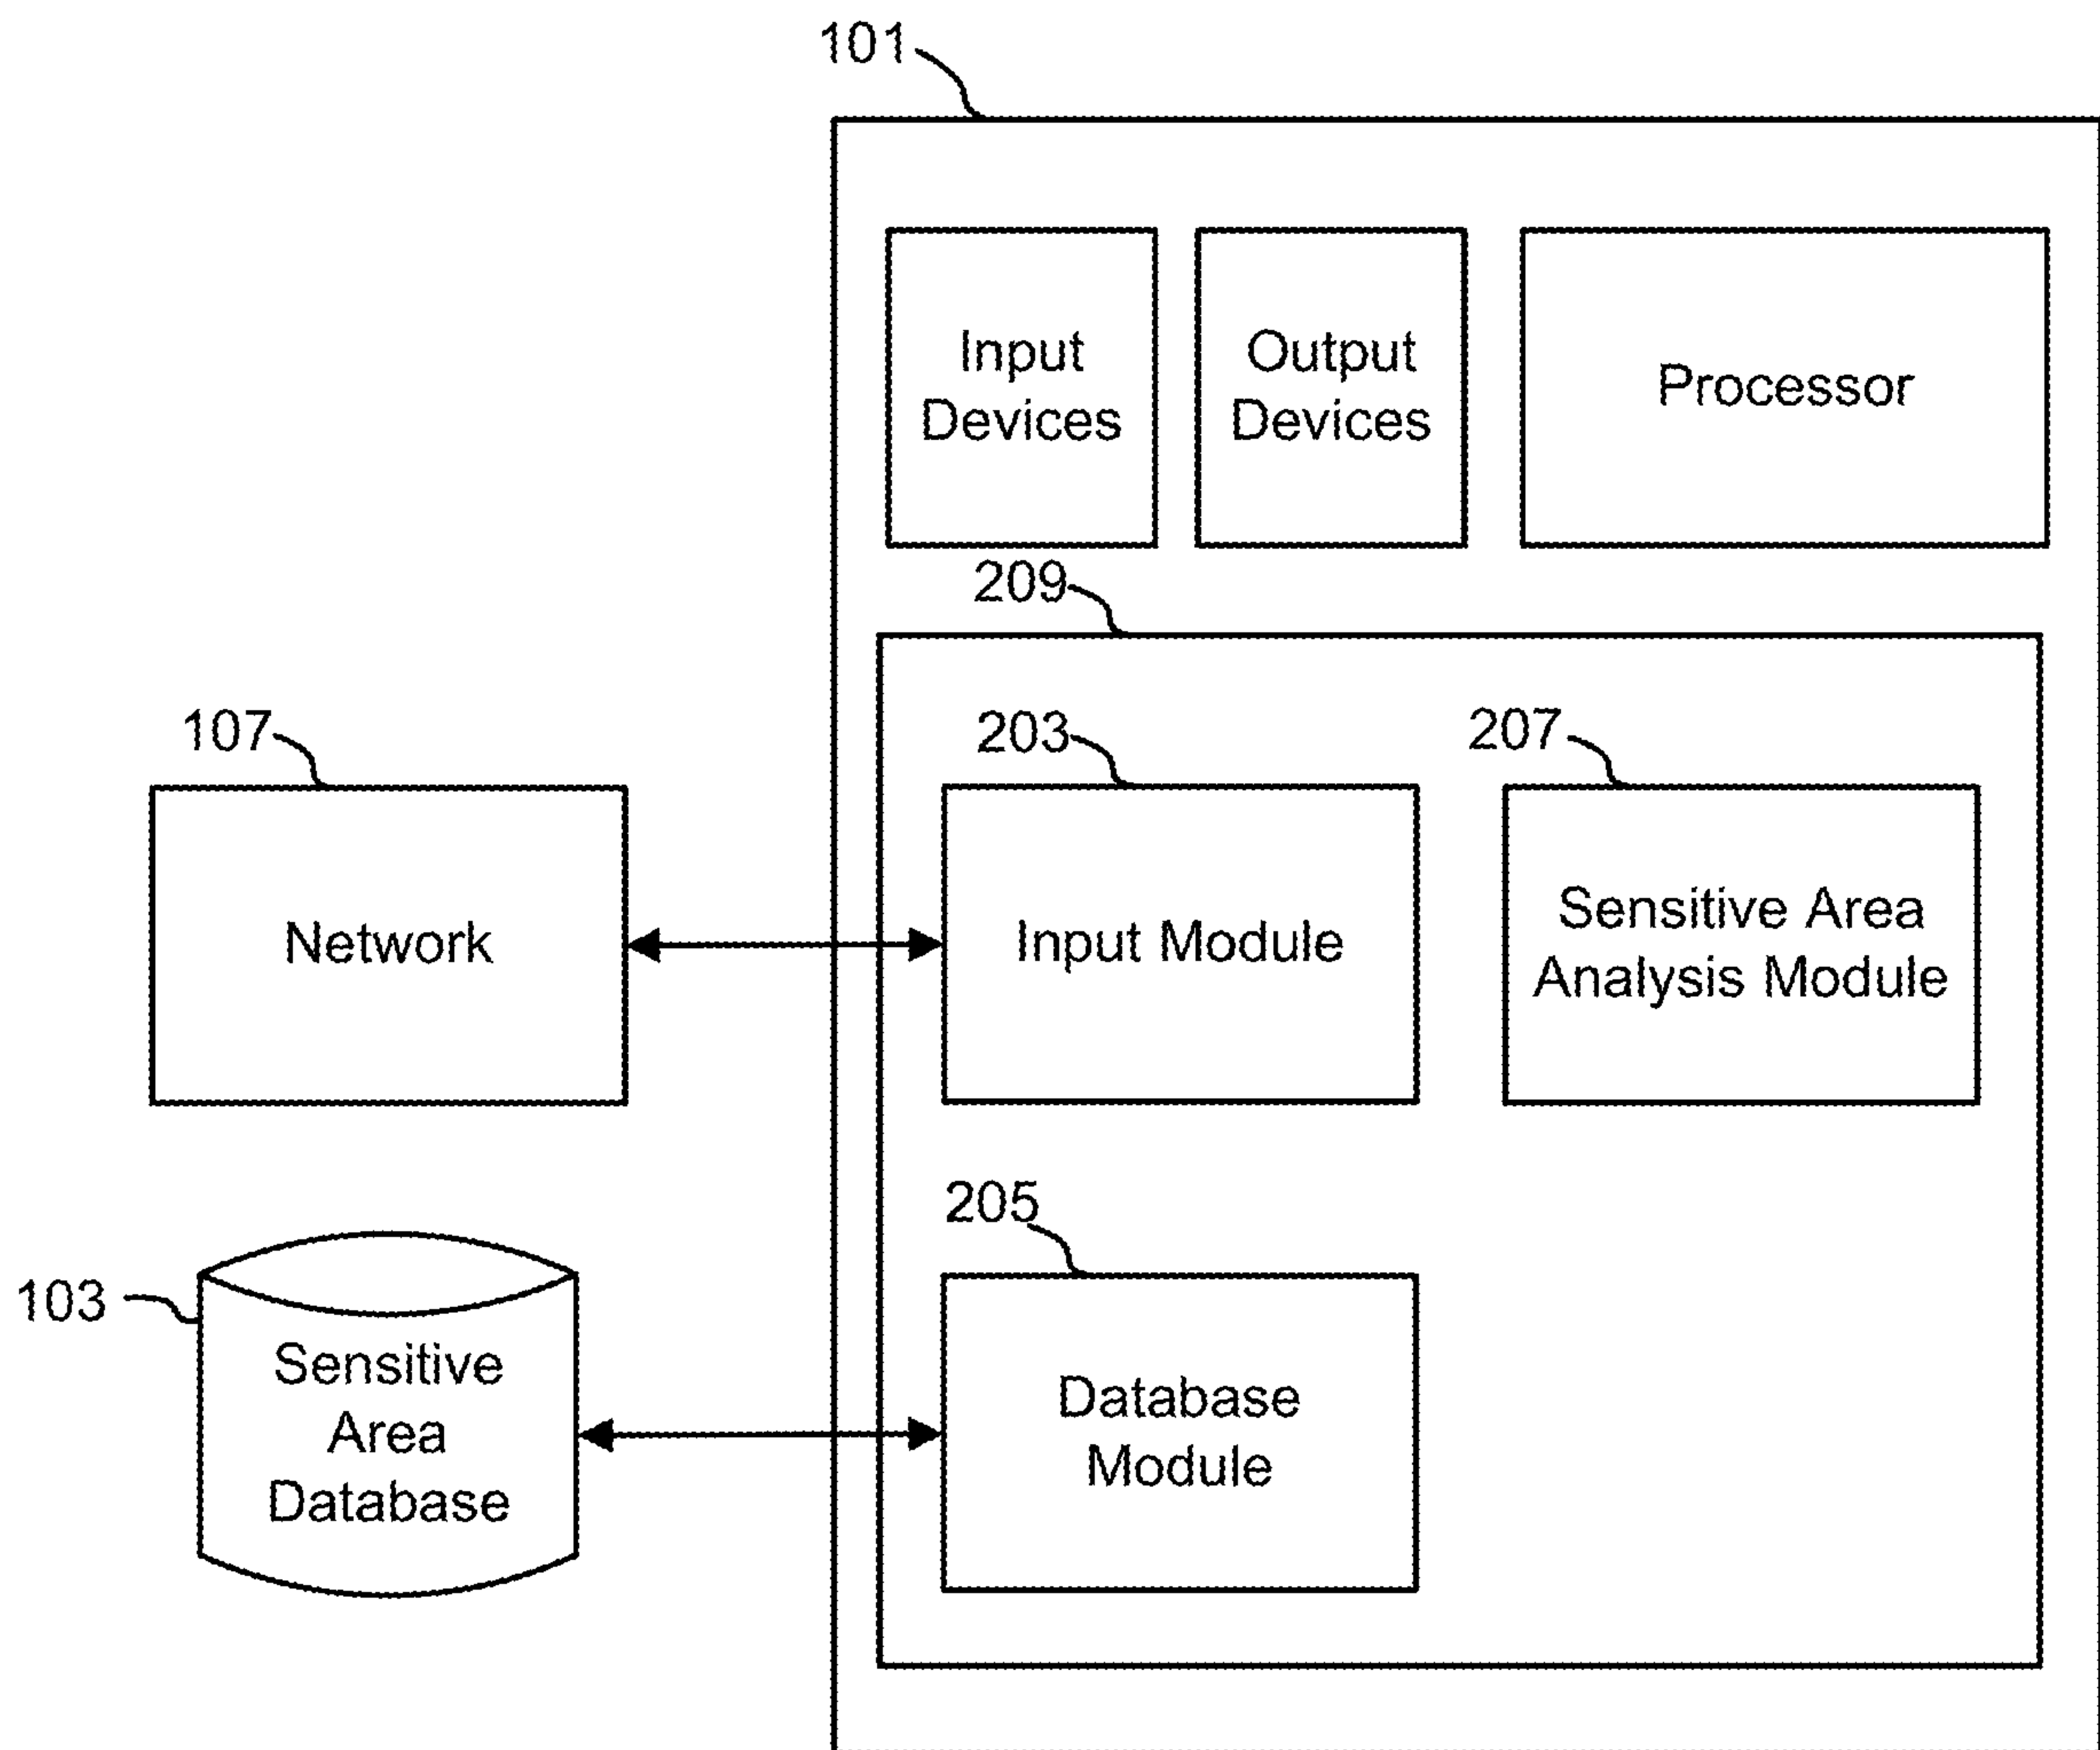 101
Input
Devices
Output
Devices
Processor
209
107
203
207
Network
Input Module
Sensitive Area
Analysis Module
205
103
Sensitive
Area
Database
Database
Module